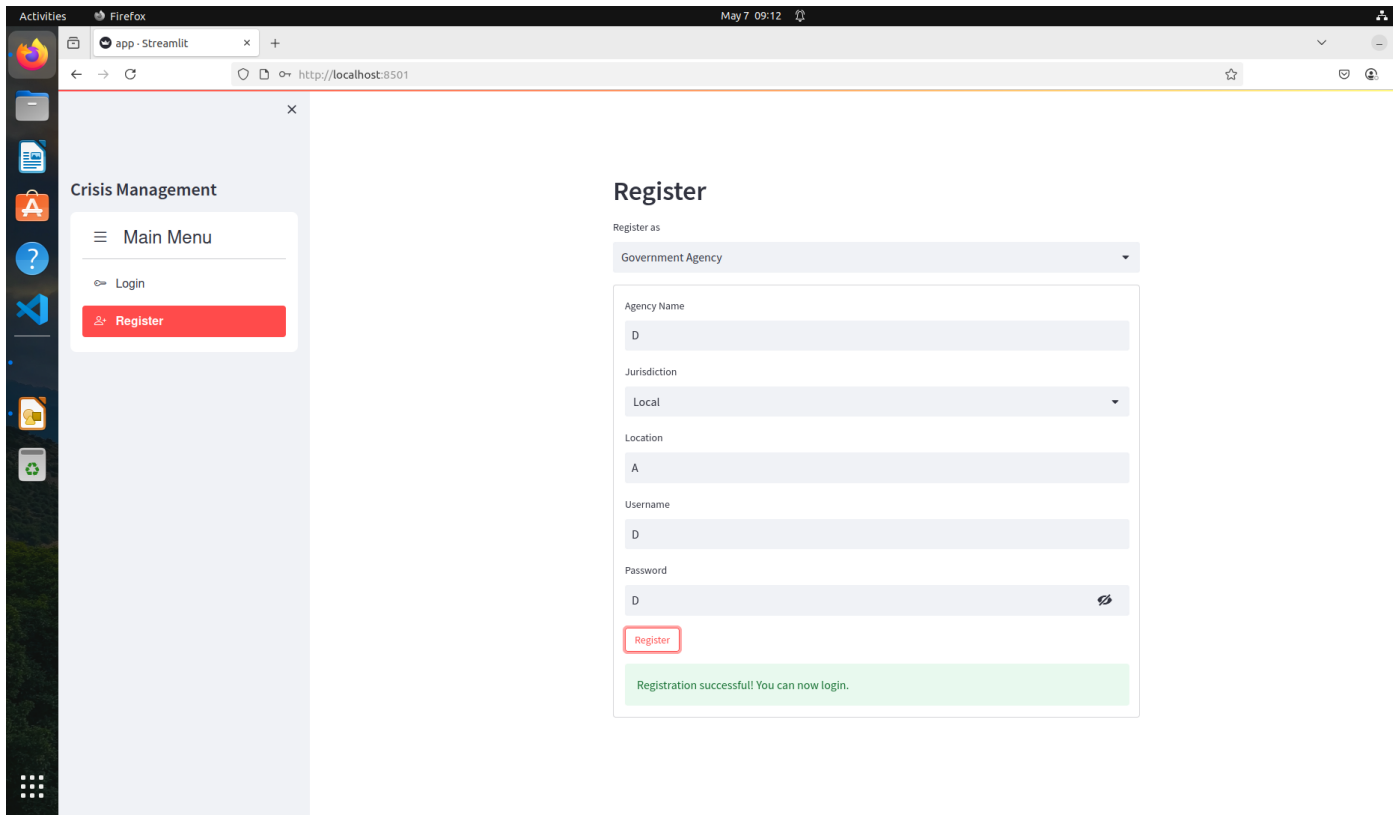 Activities
Firefox
May 7 09:12
app - Streamlit
http://localhost:8501
Crisis Management
Main Menu
Login
Register
Register
Register as
Government Agency
Agency Name
D
Jurisdiction
Local
Location
A
Username
D
Password
D
Register
Registration successful! You can now login.